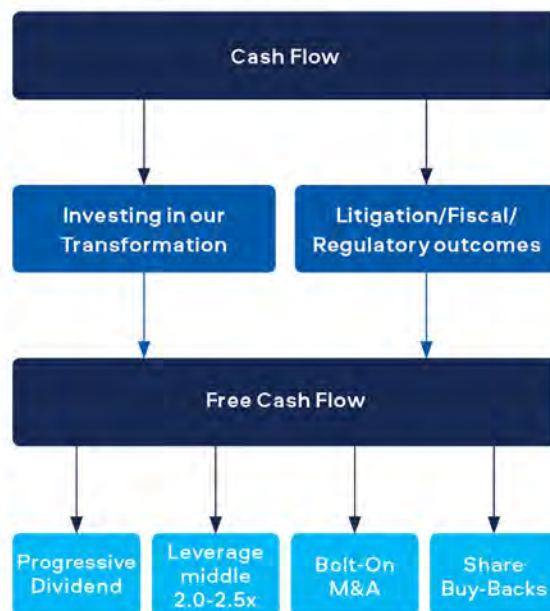 Cash Flow
Investing in our
Transformation
Litigation/Fiscal/
Regulatory outcomes
Free Cash Flow
Progressive
Dividend
Leverage
middle
2.0-2.5x
Bolt-On
M&A
Share
Buy-Backs